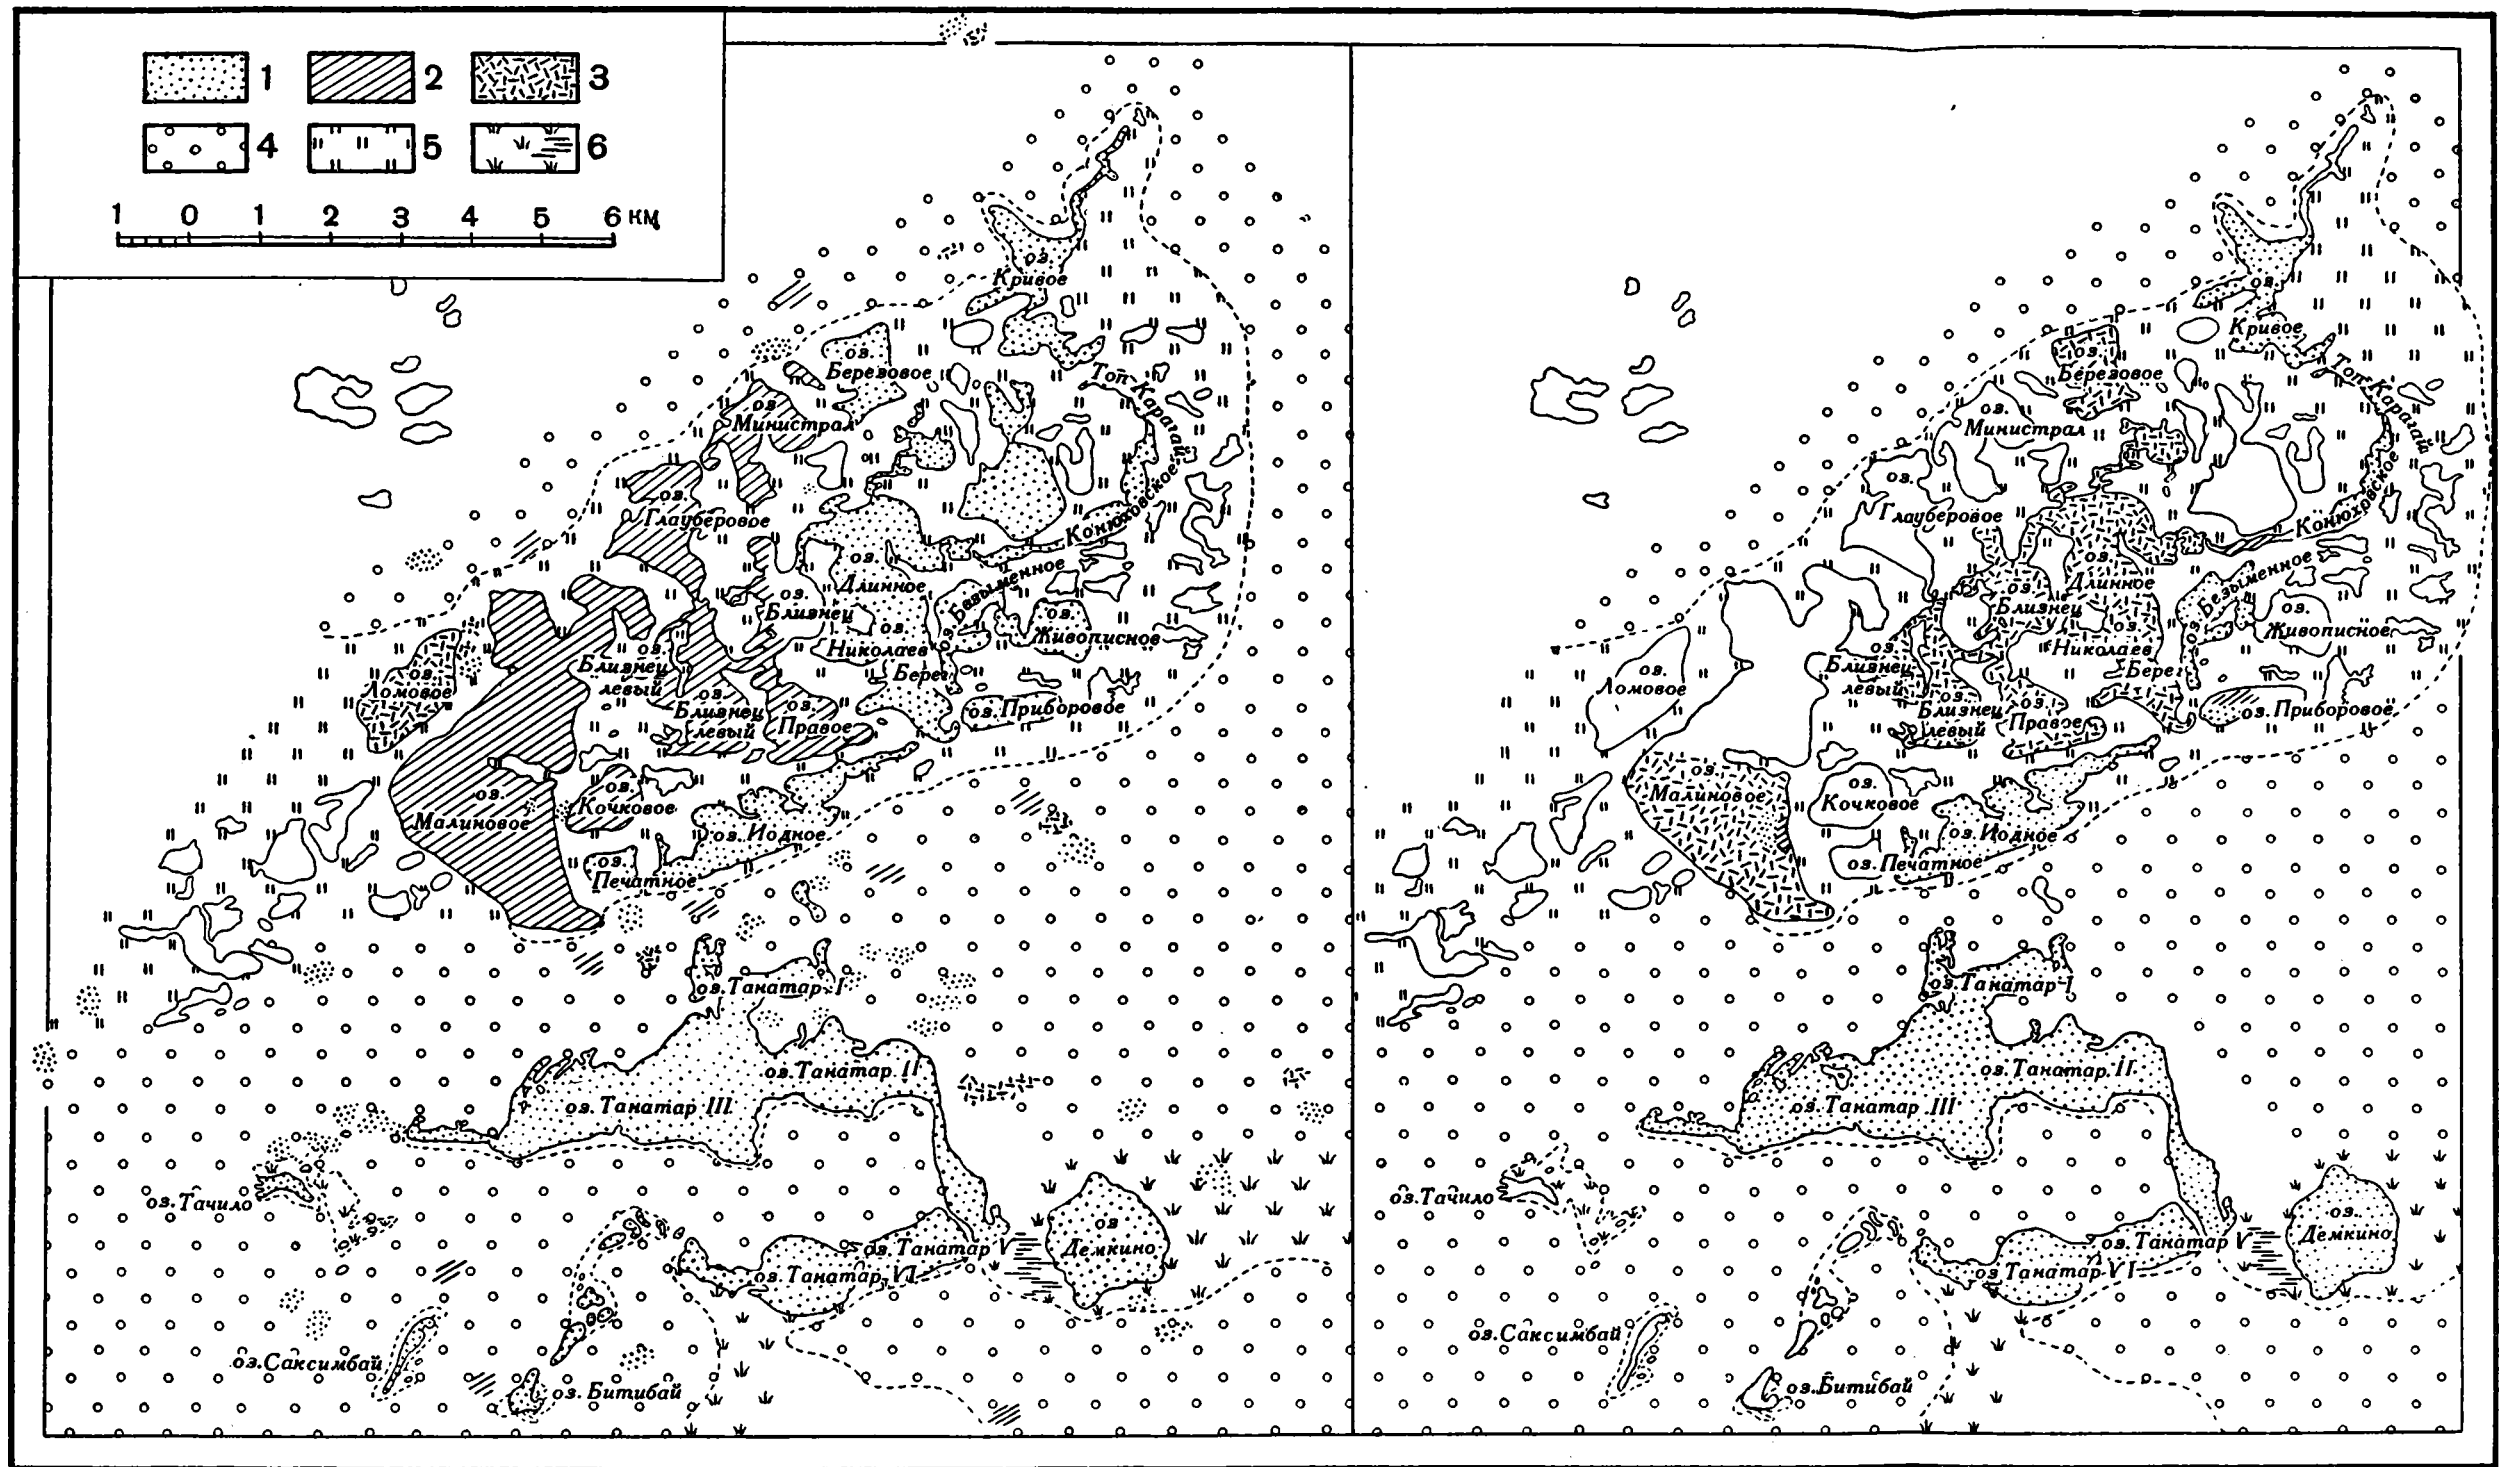 1 2 3
4 5 6
1 0 1 2 3 4 5 6 км
оз.
Кривое
оз.
Березовое
Топ-Карагай
оз.
Министрал
оз.
Глауберовое
Конюховское
оз.
Длинное
оз. Безыменное
оз.
Близнец
оз.
Живописное
оз.
Николаев
оз.
Близнец
левый
Берег
оз.
Ломовое
оз.
Близнец
левый
оз.
Правое
оз. Приборовое
оз.
Малиновое
оз.
Кочковое
оз. Иодное
оз.
Печатное
оз. Танатар I
оз. Танатар II
оз. Танатар III
оз. Тачило
оз. Танатар V
оз. Танатар VI
оз
Демкино
оз. Саксимбай
оз. Битибай
оз.
Кривое
оз.
Березовое
Топ-Карагай
оз.
Министрал
оз.
Глауберовое
Конюховское
оз.
Длинное
оз. Безыменное
оз.
Близнец
оз.
Живописное
оз.
Николаев
оз.
Близнец
левый
Берег
оз.
Ломовое
оз.
Близнец
левый
оз.
Правое
оз. Приборовое
оз.
Малиновое
оз.
Кочковое
оз. Иодное
оз. Печатное
оз. Танатар I
оз. Танатар II
оз. Танатар III
оз. Тачило
оз. Танатар V
оз. Танатар VI
оз.
Демкино
оз. Саксимбай
оз. Битибай